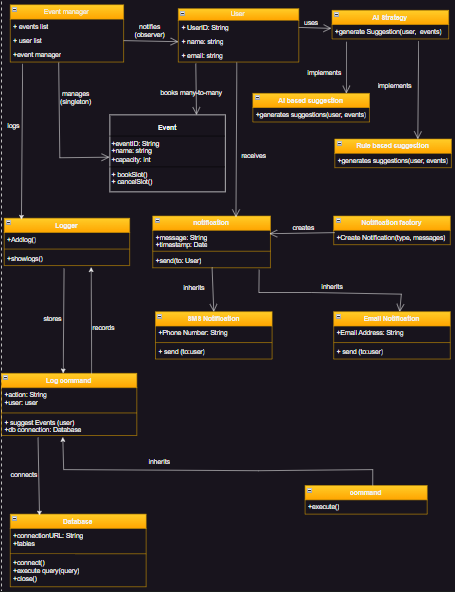 Event manager
+ events list
+ user list
+event manager
notifies
(observer)
User
+ UserID: String
+ name: string
+ email: string
uses
AI Strategy
+generate Suggestion(user, events)
implements
implements
AI based suggestion
+generates suggestions(user, events)
Rule based suggestion
+generates suggestions(user, events)
manages
(singleton)
books many-to-many
Event
+eventID: String
+name: string
+capacity: int
+ bookSlot()
+ cancelSlot()
logs
receives
Logger
+Addlog()
+showlogs()
notification
+message: String
+timestamp: Date
+send(to: User)
creates
Notification factory
+Create Notification(type, messages)
inherits
inherits
SMS Notification
+Phone Number: String
+ send (to:user)
Email Notification
+Email Address: String
+ send (to:user)
stores
records
Log command
+action: String
+user: user
+ suggest Events (user)
+db connection: Database
connects
inherits
command
+execute()
Database
+connectionURL: String
+tables
+connect()
+execute query(query)
+close()